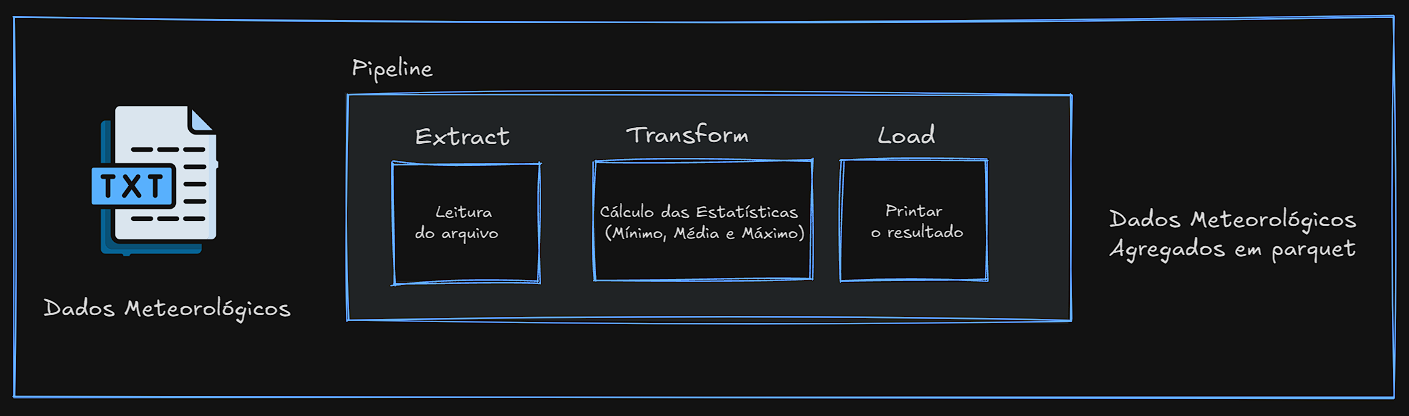 Pipeline
TXT
Dados Meteorológicos
Extract
Leitura
do arquivo
Transform
Cálculo das Estatísticas
(Mínimo, Média e Máximo)
Load
Printar
o resultado
Dados Meteorológicos
Agregados em parquet